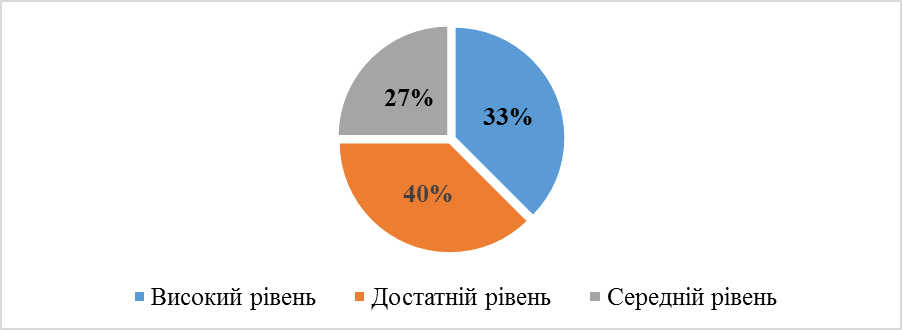 27%
33%
40%
Високий рівень
Достатній рівень
Середній рівень